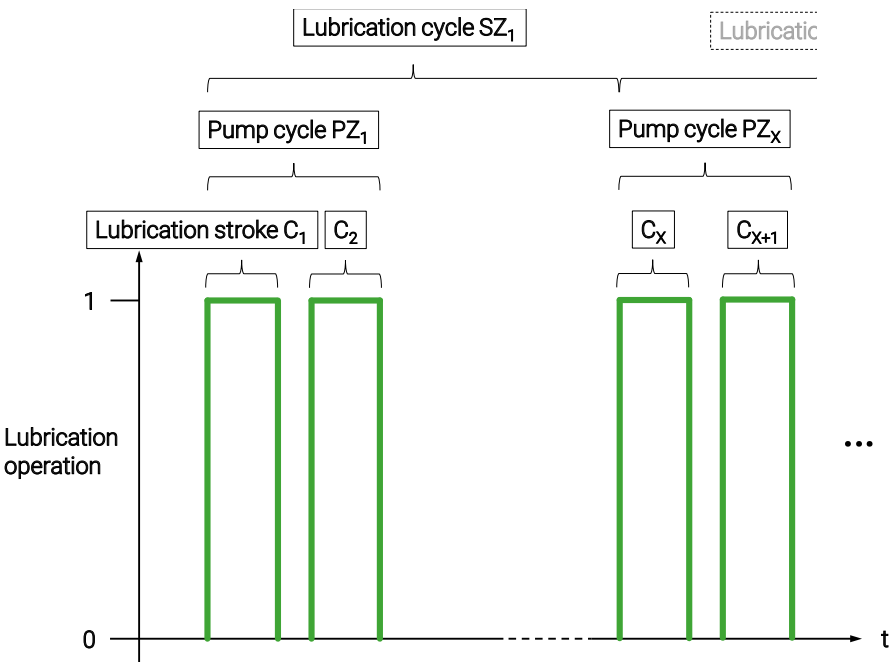 Lubrication cycle SZ₁
Lubricatio
Pump cycle PZ₁
Pump cycle PZₓ
Lubrication stroke C₁
C₂
Cₓ
Cₓ₊₁
1
Lubrication
operation
...
0
t